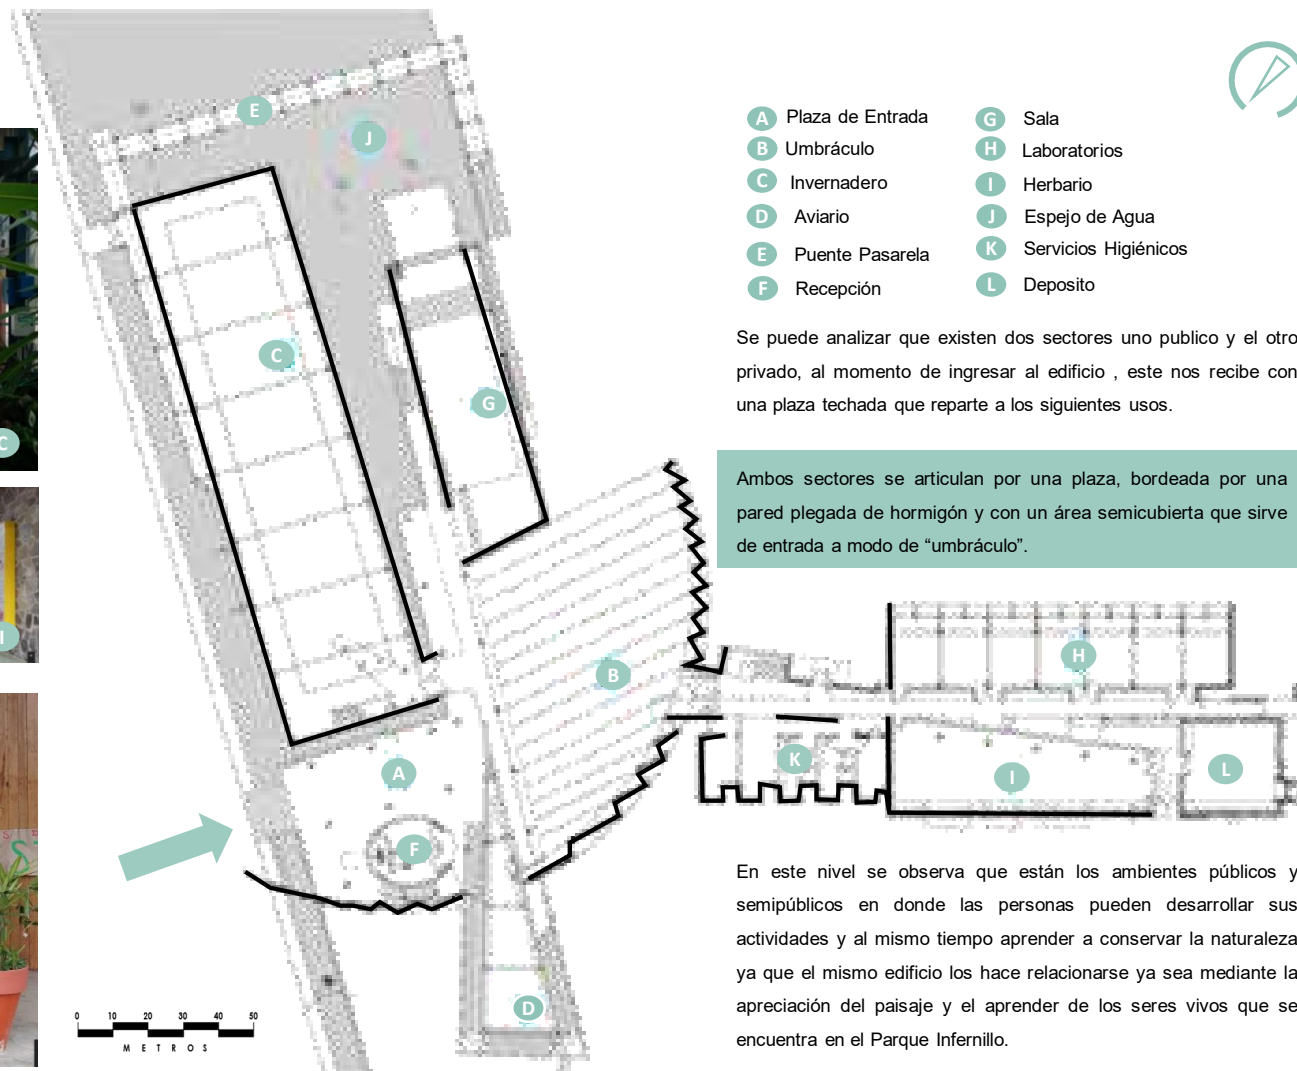 E
J
C
G
B
A
F
D
H
K
I
L
C
I
S
0 10 20 30 40 50
METROS
A Plaza de Entrada
B Umbráculo
C Invernadero
D Aviario
E Puente Pasarela
F Recepción
G Sala
H Laboratorios
I Herbario
J Espejo de Agua
K Servicios Higiénicos
L Deposito
Se puede analizar que existen dos sectores uno publico y el otro
privado, al momento de ingresar al edificio , este nos recibe con
una plaza techada que reparte a los siguientes usos.
Ambos sectores se articulan por una plaza, bordeada por una
pared plegada de hormigón y con un área semicubierta que sirve
de entrada a modo de “umbráculo”.
En este nivel se observa que están los ambientes públicos y
semipúblicos en donde las personas pueden desarrollar sus
actividades y al mismo tiempo aprender a conservar la naturaleza
ya que el mismo edificio los hace relacionarse ya sea mediante la
apreciación del paisaje y el aprender de los seres vivos que se
encuentra en el Parque Infernillo.